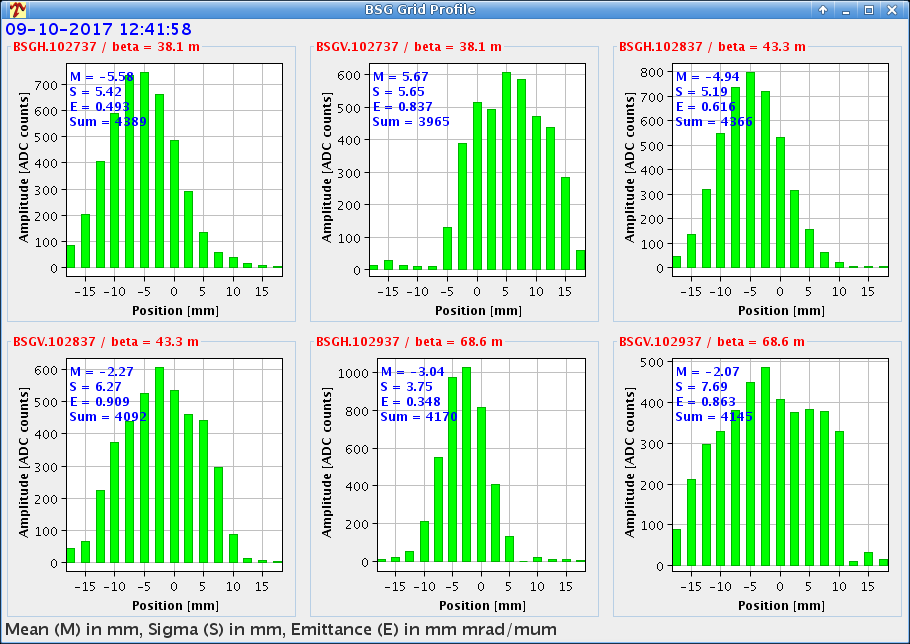 BSG Grid Profile
09-10-2017 12:41:58
BSGH.102737 / beta = 38.1 m
M = −5.58
S = 5.42
E = 0.493
Sum = 4389
Amplitude [ADC counts]
700
600
500
400
300
200
100
0
−15 −10 −5 0 5 10 15
Position [mm]
BSGV.102737 / beta = 38.1 m
M = 5.67
S = 5.65
E = 0.837
Sum = 3965
Amplitude [ADC counts]
600
500
400
300
200
100
0
−15 −10 −5 0 5 10 15
Position [mm]
BSGH.102837 / beta = 43.3 m
M = −4.94
S = 5.19
E = 0.616
Sum = 4366
Amplitude [ADC counts]
800
700
600
500
400
300
200
100
0
−15 −10 −5 0 5 10 15
Position [mm]
BSGV.102837 / beta = 43.3 m
M = −2.27
S = 6.27
E = 0.909
Sum = 4092
Amplitude [ADC counts]
600
500
400
300
200
100
0
−15 −10 −5 0 5 10 15
Position [mm]
BSGH.102937 / beta = 68.6 m
M = −3.04
S = 3.75
E = 0.348
Sum = 4170
Amplitude [ADC counts]
1000
800
600
400
200
0
−15 −10 −5 0 5 10 15
Position [mm]
BSGV.102937 / beta = 68.6 m
M = −2.07
S = 7.69
E = 0.863
Sum = 4145
Amplitude [ADC counts]
500
400
300
200
100
0
−15 −10 −5 0 5 10 15
Position [mm]
Mean (M) in mm, Sigma (S) in mm, Emittance (E) in mm mrad/mum